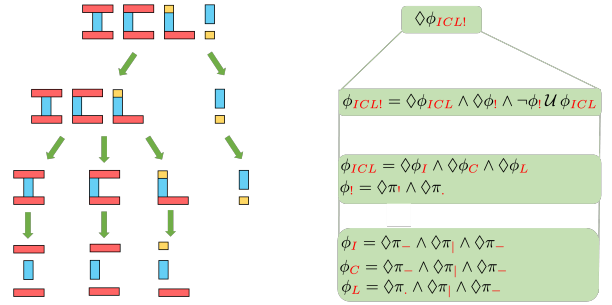 ICL!
ICL !
I C L !
◊ϕ_{ICL!}
ϕ_{ICL!} = ◊ϕ_{ICL} ∧ ◊ϕ_! ∧ ¬ϕ_! 𝒰 ϕ_{ICL}
ϕ_{ICL} = ◊ϕ_I ∧ ◊ϕ_C ∧ ◊ϕ_L
ϕ_! = ◊π_' ∧ ◊π_.
ϕ_I = ◊π_− ∧ ◊π_| ∧ ◊π_−
ϕ_C = ◊π_− ∧ ◊π_| ∧ ◊π_−
ϕ_L = ◊π_. ∧ ◊π_| ∧ ◊π_−